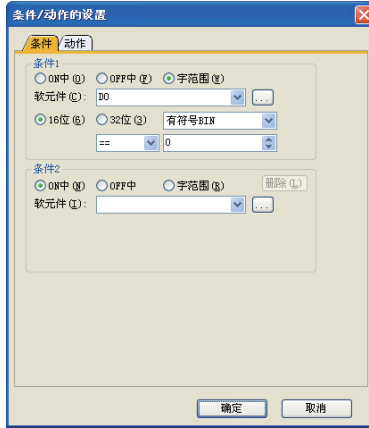 条件/动作的设置
条件 动作
条件1
ON中(O) OFF中(F) 字范围(W)
软元件(C): D0 ...
16位(6) 32位(3) 有符号BIN
== 0
条件2
ON中(N) OFF中 字范围(R) 删除(L)
软元件(I): ...
确定 取消